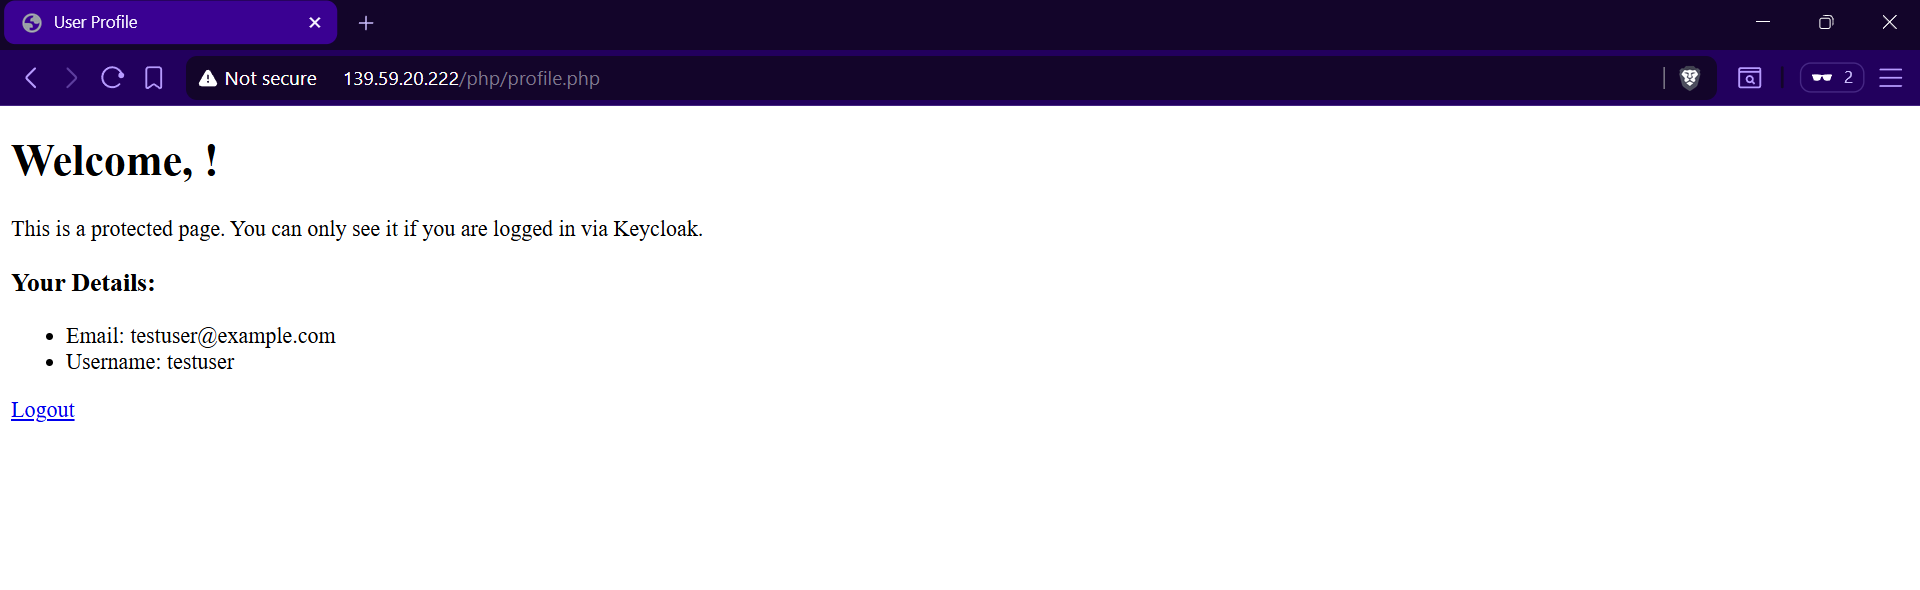 User Profile
Not secure 139.59.20.222/php/profile.php
2
Welcome, !
This is a protected page. You can only see it if you are logged in via Keycloak.
Your Details:
Email: testuser@example.com
Username: testuser
Logout